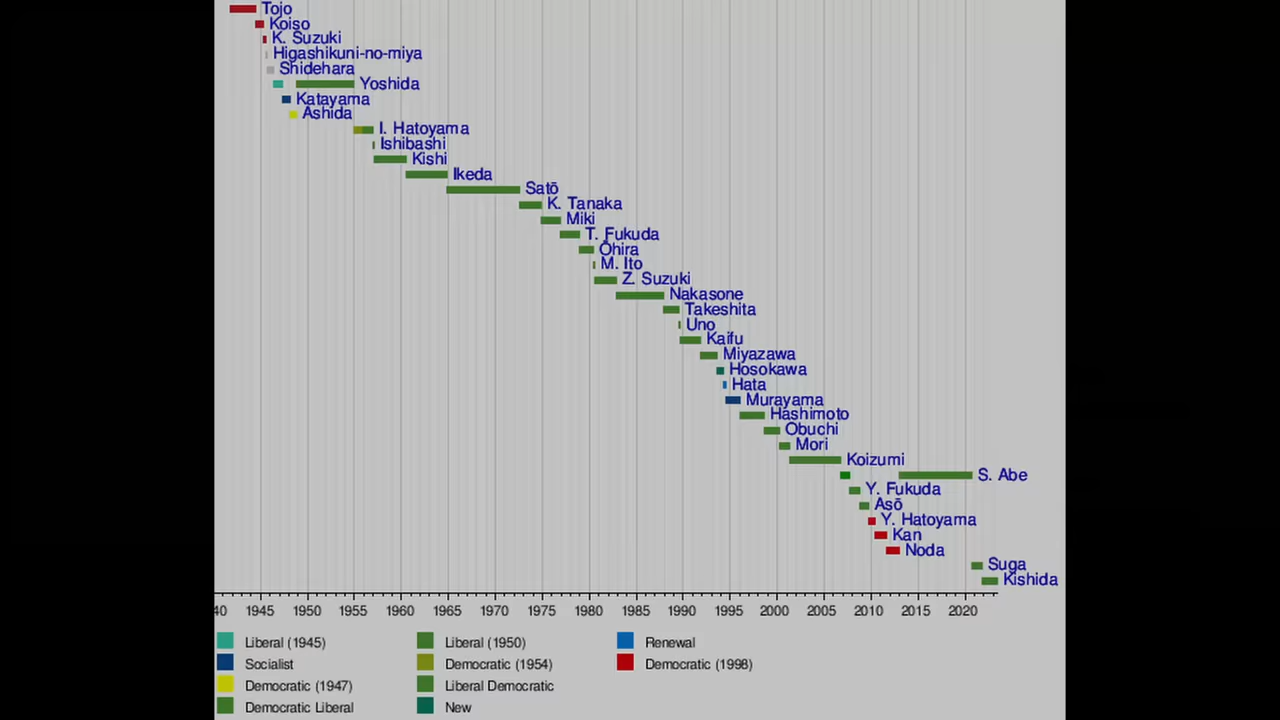 Tojo
Koiso
K. Suzuki
Higashikuni-no-miya
Shidehara
Yoshida
Katayama
Ashida
I. Hatoyama
Ishibashi
Kishi
Ikeda
Satō
K. Tanaka
Miki
T. Fukuda
Ōhira
M. Ito
Z. Suzuki
Nakasone
Takeshita
Uno
Kaifu
Miyazawa
Hosokawa
Hata
Murayama
Hashimoto
Obuchi
Mori
Koizumi
S. Abe
Y. Fukuda
Asō
Y. Hatoyama
Kan
Noda
Suga
Kishida
40 1945 1950 1955 1960 1965 1970 1975 1980 1985 1990 1995 2000 2005 2010 2015 2020
Liberal (1945) Liberal (1950) Renewal
Socialist Democratic (1954) Democratic (1998)
Democratic (1947) Liberal Democratic
Democratic Liberal New